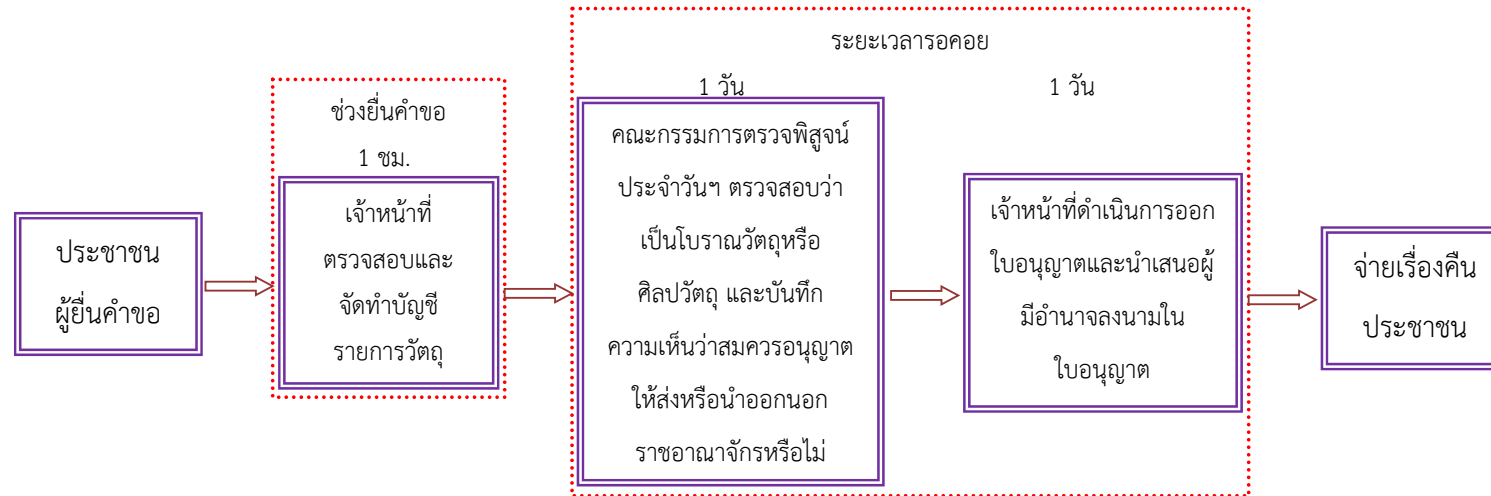 ประชาชน
ผู้ยื่นคำขอ
ช่วงยื่นคำขอ
1 ชม.
เจ้าหน้าที่
ตรวจสอบและ
จัดทำบัญชี
รายการวัตถุ
ระยะเวลารอคอย
1 วัน
คณะกรรมการตรวจพิสูจน์
ประจำวันฯ ตรวจสอบว่า
เป็นโบราณวัตถุหรือ
ศิลปวัตถุ และบันทึก
ความเห็นว่าสมควรอนุญาต
ให้ส่งหรือนำออกนอก
ราชอาณาจักรหรือไม่
1 วัน
เจ้าหน้าที่ดำเนินการออก
ใบอนุญาตและนำเสนอผู้
มีอำนาจลงนามใน
ใบอนุญาต
จ่ายเรื่องคืน
ประชาชน